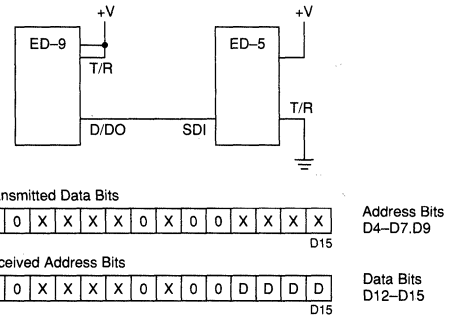 +V +V
ED–9 ED–5
T/R
T/R
D/DO SDI
nsmitted Data Bits
0 X X X X 0 X 0 0 X X X X
Address Bits
D4–D7.D9
D15
ceived Address Bits
0 X X X X 0 X 0 0 D D D D
Data Bits
D12–D15
D15